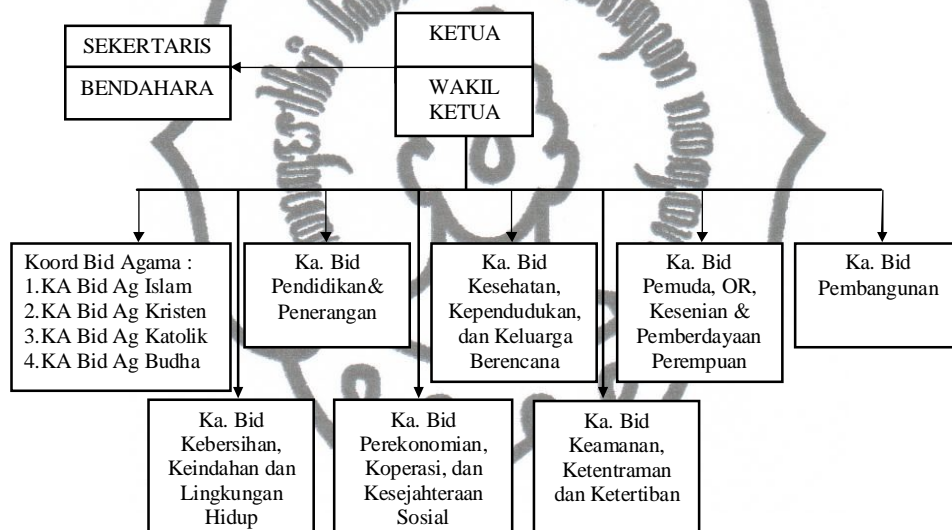 SEKERTARIS
BENDAHARA
KETUA
WAKIL
KETUA
Koord Bid Agama :
1.KA Bid Ag Islam
2.KA Bid Ag Kristen
3.KA Bid Ag Katolik
4.KA Bid Ag Budha
Ka. Bid
Pendidikan&
Penerangan
Ka. Bid
Kesehatan,
Kependudukan,
dan Keluarga
Berencana
Ka. Bid
Pemuda, OR,
Kesenian &
Pemberdayaan
Perempuan
Ka. Bid
Pembangunan
Ka. Bid
Kebersihan,
Keindahan dan
Lingkungan
Hidup
Ka. Bid
Perekonomian,
Koperasi, dan
Kesejahteraan
Sosial
Ka. Bid
Keamanan,
Ketentraman
dan Ketertiban